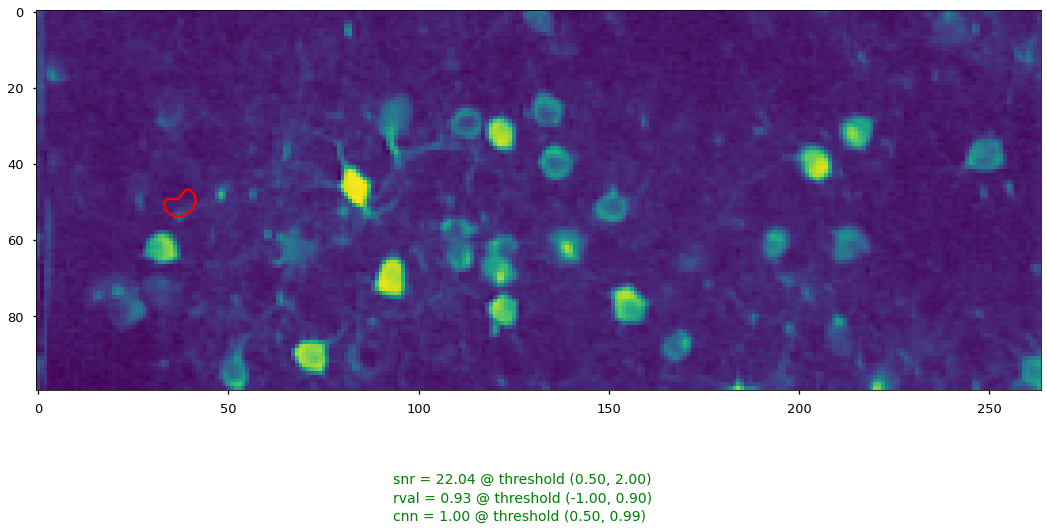 0
20
40
60
80
0 50 100 150 200 250
snr = 22.04 @ threshold (0.50, 2.00)
rval = 0.93 @ threshold (-1.00, 0.90)
cnn = 1.00 @ threshold (0.50, 0.99)